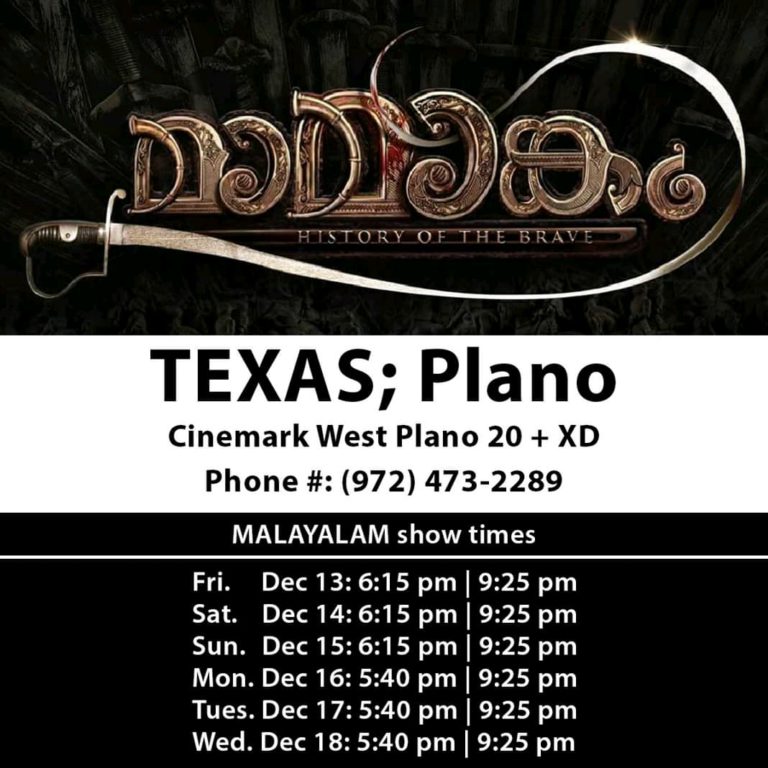 മാമാങ്കം
HISTORY OF THE BRAVE
TEXAS; Plano
Cinemark West Plano 20 + XD
Phone #: (972) 473-2289
MALAYALAM show times
Fri. Dec 13: 6:15 pm | 9:25 pm
Sat. Dec 14: 6:15 pm | 9:25 pm
Sun. Dec 15: 6:15 pm | 9:25 pm
Mon. Dec 16: 5:40 pm | 9:25 pm
Tues. Dec 17: 5:40 pm | 9:25 pm
Wed. Dec 18: 5:40 pm | 9:25 pm